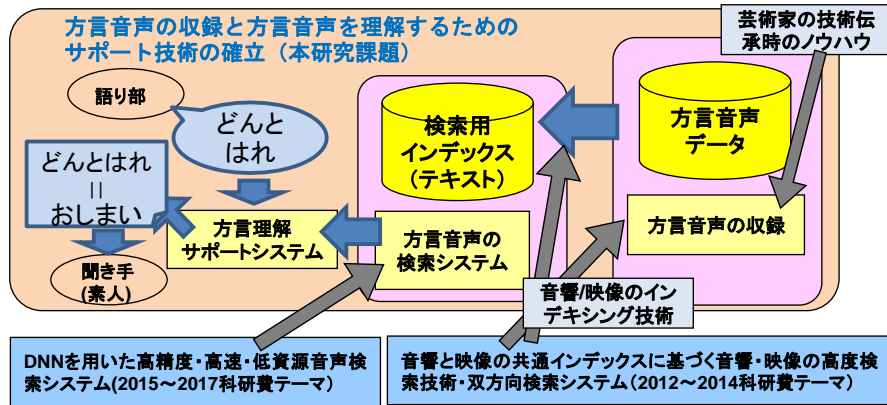 方言音声の収録と方言音声を理解するための
サポート技術の確立（本研究課題）
芸術家の技術伝
承時のノウハウ
語り部
どんと
はれ
どんとはれ
＝
おしまい
検索用
インデックス
（テキスト）
方言音声
データ
方言理解
サポートシステム
方言音声の
検索システム
方言音声の収録
聞き手
(素人)
音響/映像のイン
デキシング技術
DNNを用いた高精度・高速・低資源音声検
索システム(2015～2017科研費テーマ）
音響と映像の共通インデックスに基づく音響・映像の高度検
索技術・双方向検索システム（2012～2014科研費テーマ）